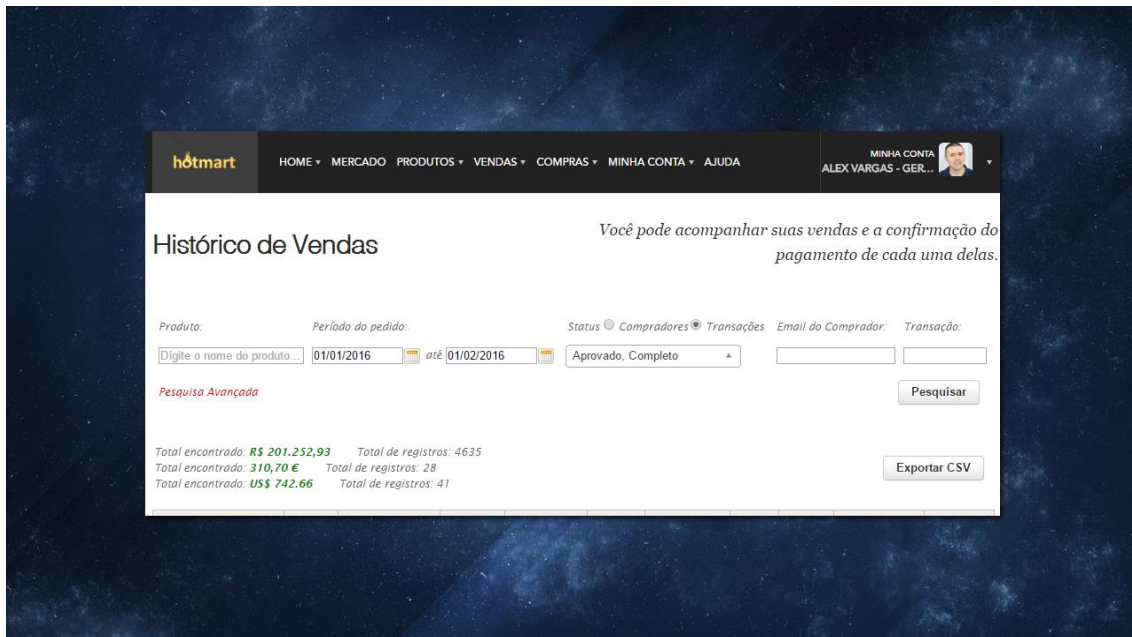 hotmart HOME MERCADO PRODUTOS VENDAS COMPRAS MINHA CONTA AJUDA
MINHA CONTA
ALEX VARGAS - GER...
Histórico de Vendas
Você pode acompanhar suas vendas e a confirmação do
pagamento de cada uma delas.
Produto: Período do pedido: Status Compradores Transações Email do Comprador: Transação:
Digite o nome do produto... 01/01/2016 até 01/02/2016 Aprovado, Completo
Pesquisa Avançada Pesquisar
Total encontrado: R$ 201.252,93 Total de registros: 4635
Total encontrado: 310,70 € Total de registros: 28
Total encontrado: US$ 742.66 Total de registros: 41
Exportar CSV